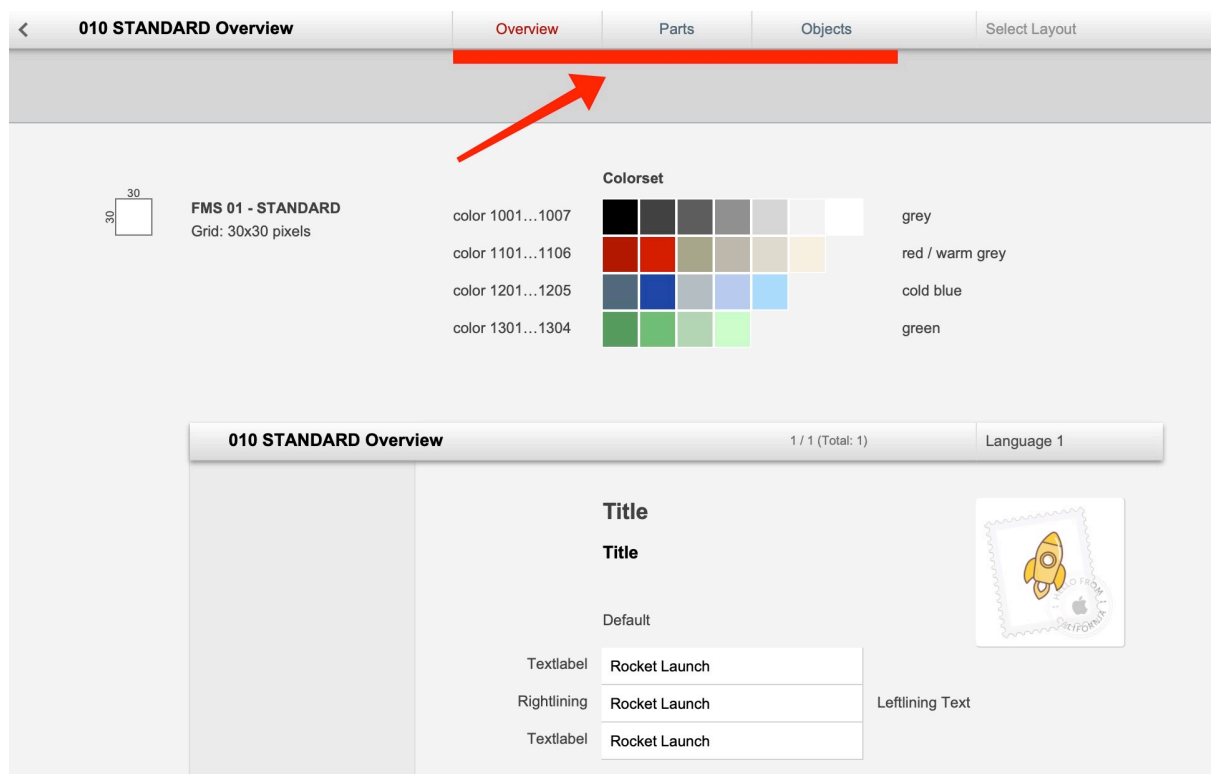 010 STANDARD Overview Overview Parts Objects Select Layout
Colorset
30
30
FMS 01 - STANDARD
Grid: 30x30 pixels
color 1001...1007 grey
color 1101...1106 red / warm grey
color 1201...1205 cold blue
color 1301...1304 green
010 STANDARD Overview 1 / 1 (Total: 1) Language 1
Title
Title
HELLO FROM
CALIFORNIA
Default
Textlabel Rocket Launch
Rightlining Rocket Launch Leftlining Text
Textlabel Rocket Launch